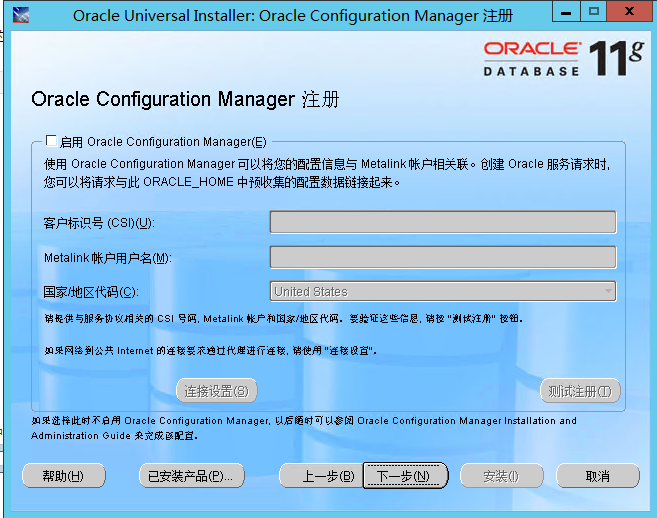 Oracle Universal Installer: Oracle Configuration Manager 注册
ORACLE
DATABASE 11g
Oracle Configuration Manager 注册
启用 Oracle Configuration Manager(E)
使用 Oracle Configuration Manager 可以将您的配置信息与 Metalink 帐户相关联。创建 Oracle 服务请求时,
您可以将请求与此 ORACLE_HOME 中预收集的配置数据链接起来。
客户标识号 (CSI)(U):
Metalink 帐户用户名(M):
国家/地区代码(C):
United States
请提供与服务协议相关的 CSI 号码, Metalink 帐户和国家/地区代码。要验证这些信息, 请按 "测试注册" 按钮。
如果网络到公共 Internet 的连接要求通过代理进行连接, 请使用 "连接设置"。
连接设置(S)
测试注册(T)
如果选择此时不启用 Oracle Configuration Manager, 以后随时可以参阅 Oracle Configuration Manager Installation and
Administration Guide 来完成该配置。
帮助(H)
已安装产品(P)...
上一步(B)
下一步(N)
安装(I)
取消